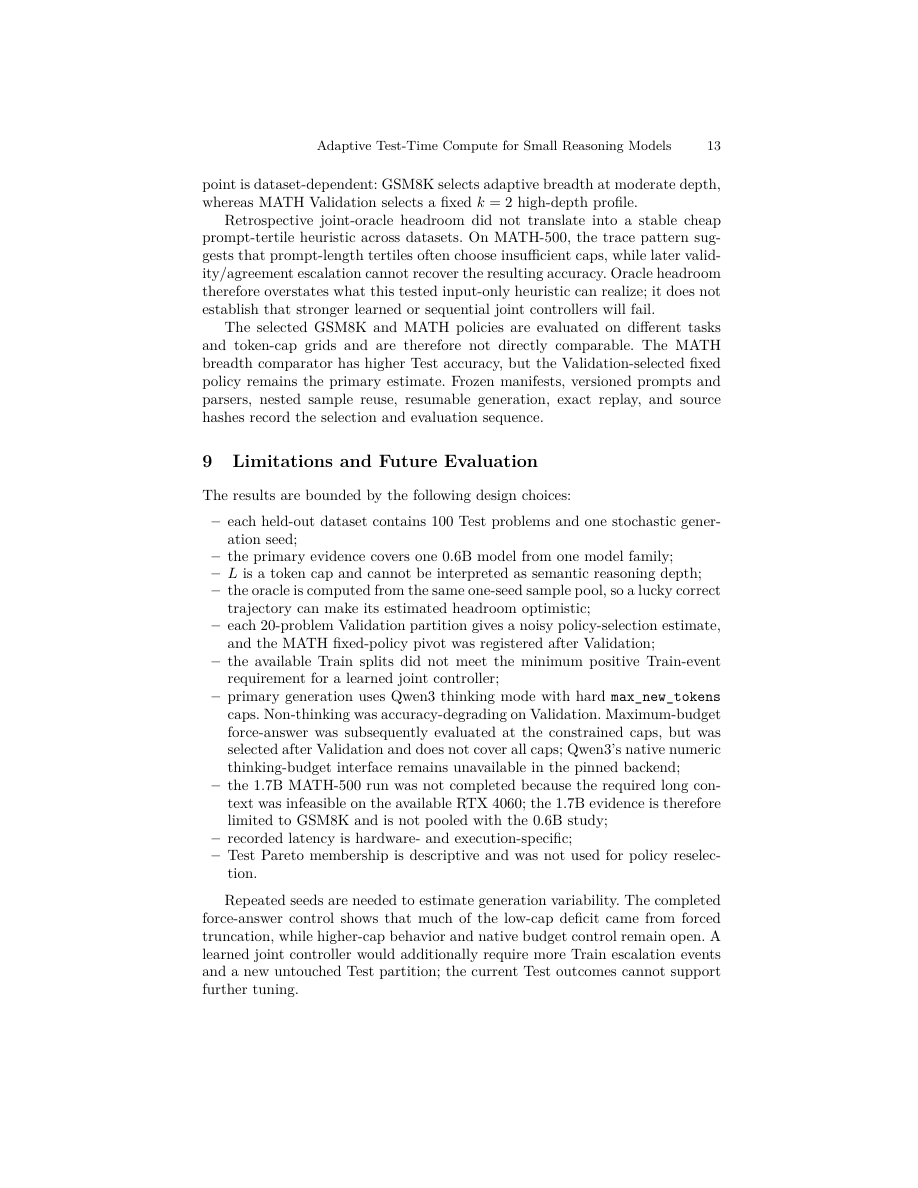 Adaptive Test-Time Compute for Small Reasoning Models 13
point is dataset-dependent: GSM8K selects adaptive breadth at moderate depth,
whereas MATH Validation selects a fixed k = 2 high-depth profile.
Retrospective joint-oracle headroom did not translate into a stable cheap
prompt-tertile heuristic across datasets. On MATH-500, the trace pattern sug-
gests that prompt-length tertiles often choose insufficient caps, while later valid-
ity/agreement escalation cannot recover the resulting accuracy. Oracle headroom
therefore overstates what this tested input-only heuristic can realize; it does not
establish that stronger learned or sequential joint controllers will fail.
The selected GSM8K and MATH policies are evaluated on different tasks
and token-cap grids and are therefore not directly comparable. The MATH
breadth comparator has higher Test accuracy, but the Validation-selected fixed
policy remains the primary estimate. Frozen manifests, versioned prompts and
parsers, nested sample reuse, resumable generation, exact replay, and source
hashes record the selection and evaluation sequence.
9 Limitations and Future Evaluation
The results are bounded by the following design choices:
– each held-out dataset contains 100 Test problems and one stochastic gener-
ation seed;
– the primary evidence covers one 0.6B model from one model family;
– L is a token cap and cannot be interpreted as semantic reasoning depth;
– the oracle is computed from the same one-seed sample pool, so a lucky correct
trajectory can make its estimated headroom optimistic;
– each 20-problem Validation partition gives a noisy policy-selection estimate,
and the MATH fixed-policy pivot was registered after Validation;
– the available Train splits did not meet the minimum positive Train-event
requirement for a learned joint controller;
– primary generation uses Qwen3 thinking mode with hard max_new_tokens
caps. Non-thinking was accuracy-degrading on Validation. Maximum-budget
force-answer was subsequently evaluated at the constrained caps, but was
selected after Validation and does not cover all caps; Qwen3's native numeric
thinking-budget interface remains unavailable in the pinned backend;
– the 1.7B MATH-500 run was not completed because the required long con-
text was infeasible on the available RTX 4060; the 1.7B evidence is therefore
limited to GSM8K and is not pooled with the 0.6B study;
– recorded latency is hardware- and execution-specific;
– Test Pareto membership is descriptive and was not used for policy reselec-
tion.
Repeated seeds are needed to estimate generation variability. The completed
force-answer control shows that much of the low-cap deficit came from forced
truncation, while higher-cap behavior and native budget control remain open. A
learned joint controller would additionally require more Train escalation events
and a new untouched Test partition; the current Test outcomes cannot support
further tuning.